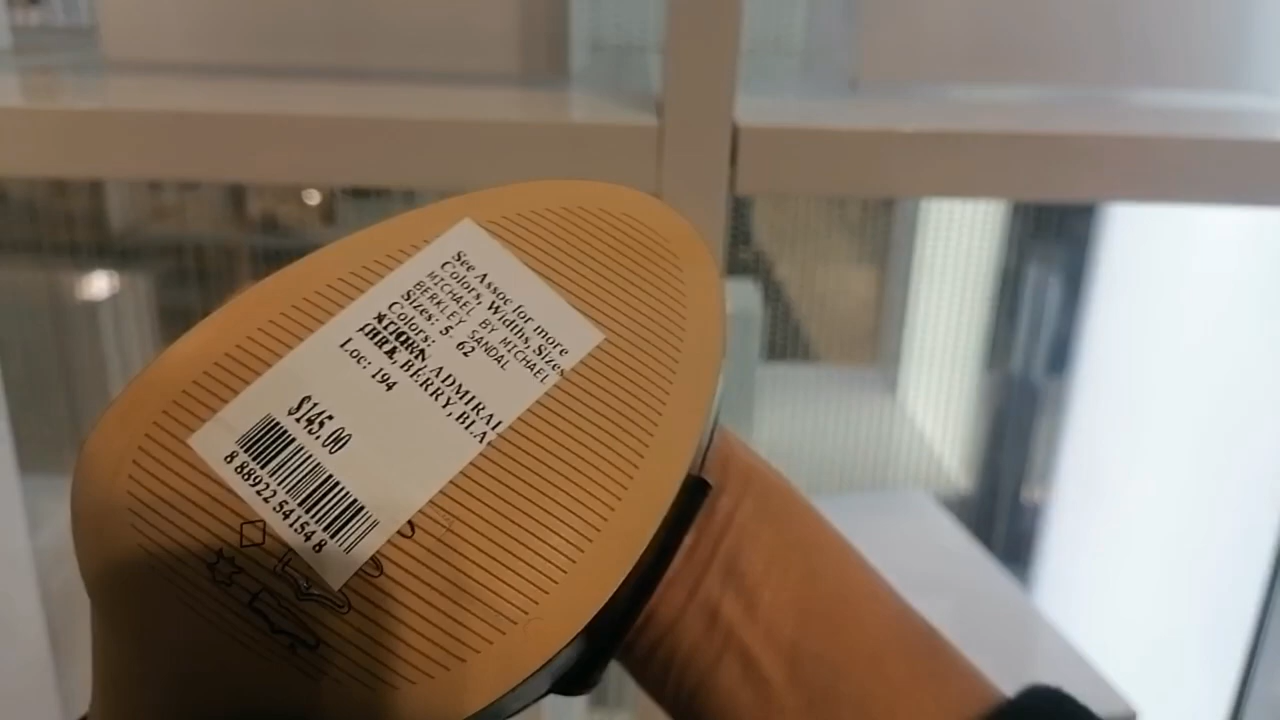 See Assoc for more
Colors, Widths, Sizes
MICHAEL BY MICHAEL
BERKLEY SANDAL
Sizes: 5- 62
Colors:
ADMIRAL
BERRY, BLA
Loc: 194
$145.00
8 88922 54154 8